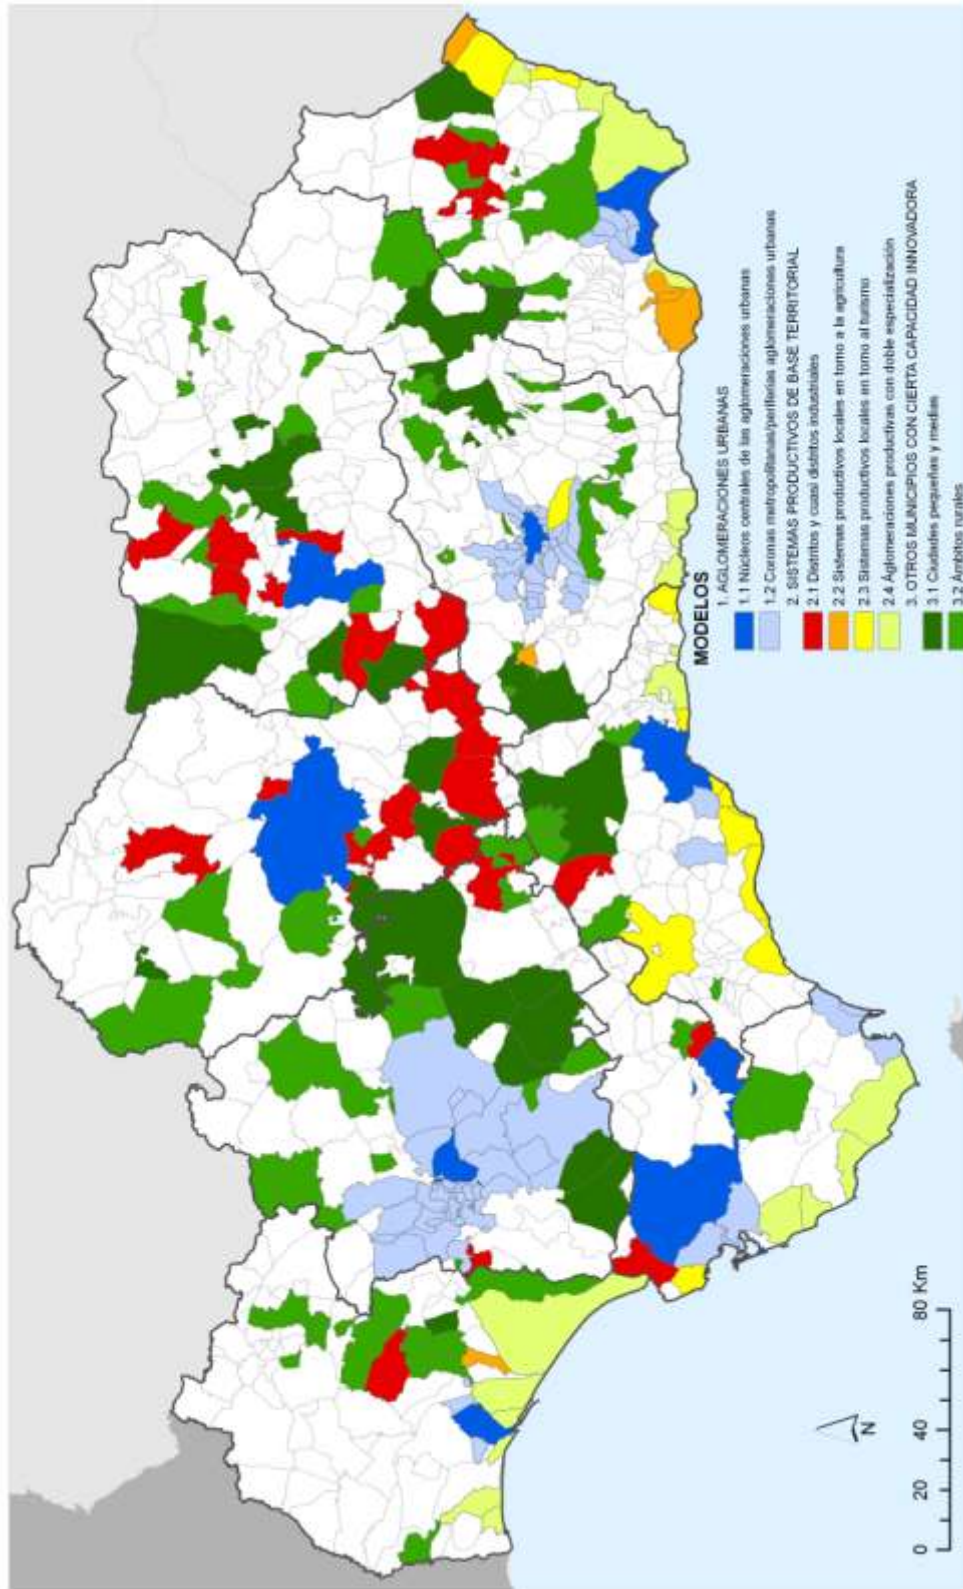 MODELOS
1. AGLOMERACIONES URBANAS
1.1 Núcleos centrales de las aglomeraciones urbanas
1.2 Coronas metropolitanas/periferias aglomeraciones urbanas
2. SISTEMAS PRODUCTIVOS DE BASE TERRITORIAL
2.1 Distritos y cuasi distritos industriales
2.2 Sistemas productivos locales en torno a la agricultura
2.3 Sistemas productivos locales en torno al turismo
2.4 Aglomeraciones productivas con doble especialización
3. OTROS MUNICIPIOS CON CIERTA CAPACIDAD INNOVADORA
3.1 Ciudades pequeñas y medias
3.2 Ámbitos rurales
N
0 20 40 80 Km